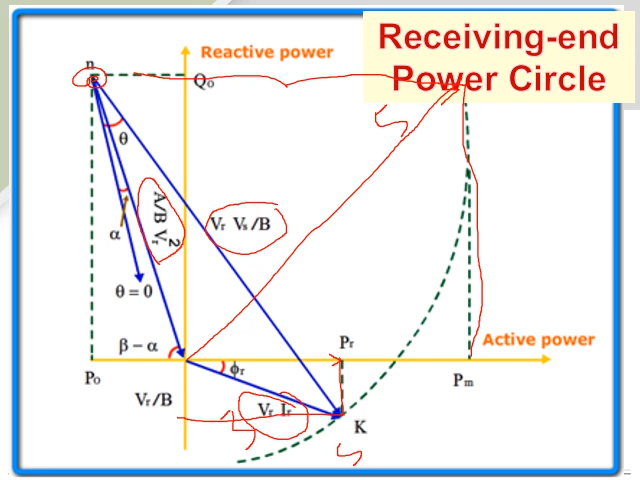 Receiving-end
Power Circle
Reactive power
n
Qo
θ
A/B Vr²
Vr Vs/B
α
θ = 0
β − α
Pr
Active power
Po
ϕr
Pm
Vr/B
Vr Ir
K
S
S